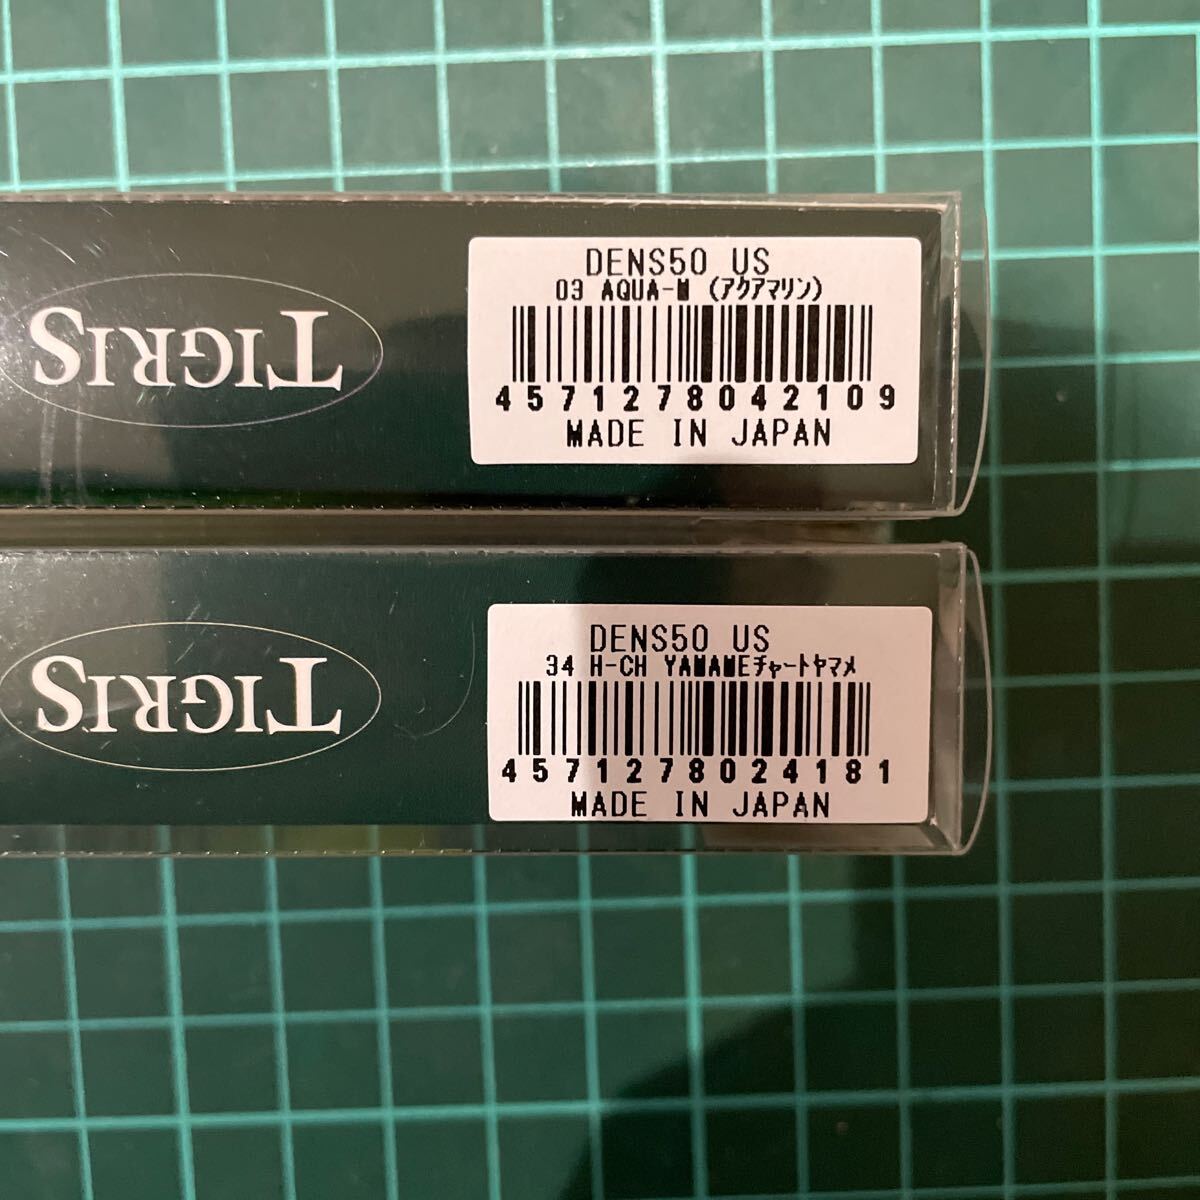 TIGRIS
DENS50 US
03 AQUA-M (アクアマリン)
4571278042109
MADE IN JAPAN
TIGRIS
DENS50 US
34 H-CH YAMAMEチャートヤマメ
4571278024181
MADE IN JAPAN